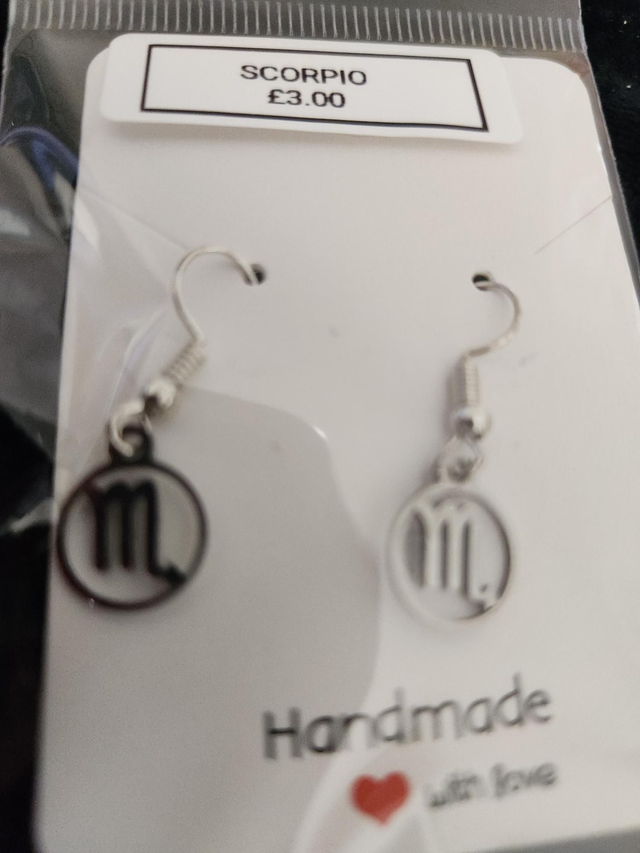 SCORPIO
£3.00
Handmade
with love